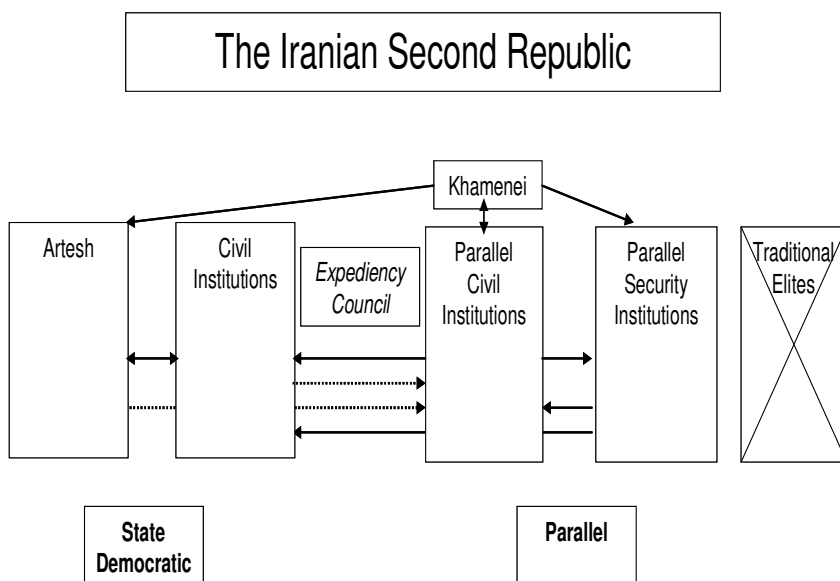 The Iranian Second Republic
Khamenei
Artesh
Civil
Institutions
Expediency
Council
Parallel
Civil
Institutions
Parallel
Security
Institutions
Traditional
Elites
State
Democratic
Parallel